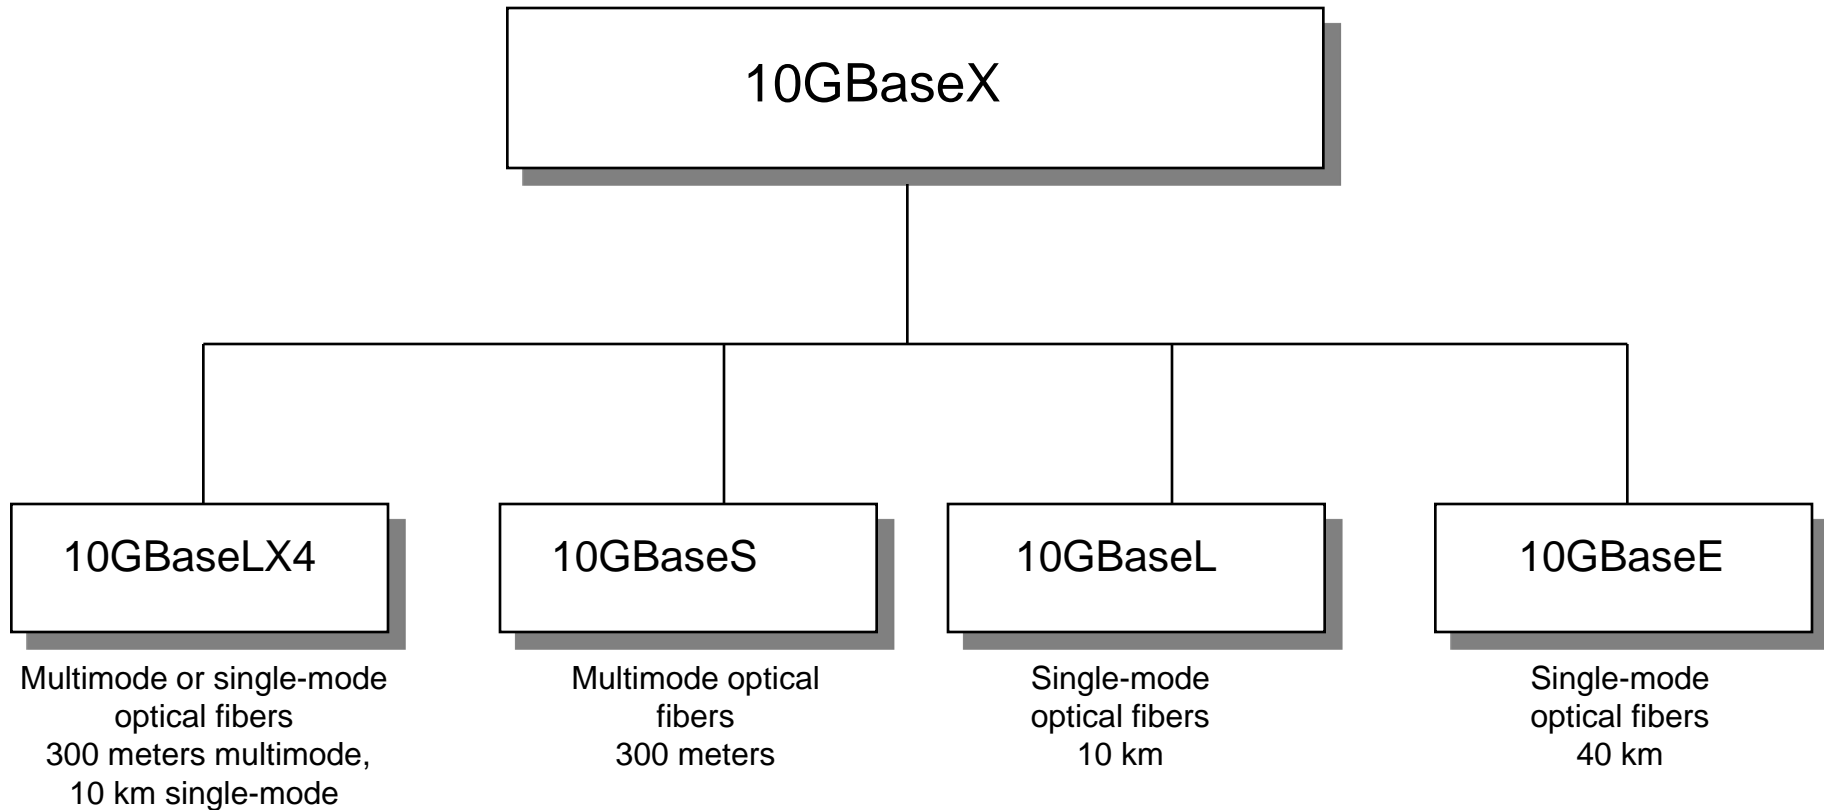 10GBaseX
10GBaseLX4
10GBaseS
10GBaseL
10GBaseE
Multimode or single-mode
optical fibers
300 meters multimode,
10 km single-mode
Multimode optical
fibers
300 meters
Single-mode
optical fibers
10 km
Single-mode
optical fibers
40 km